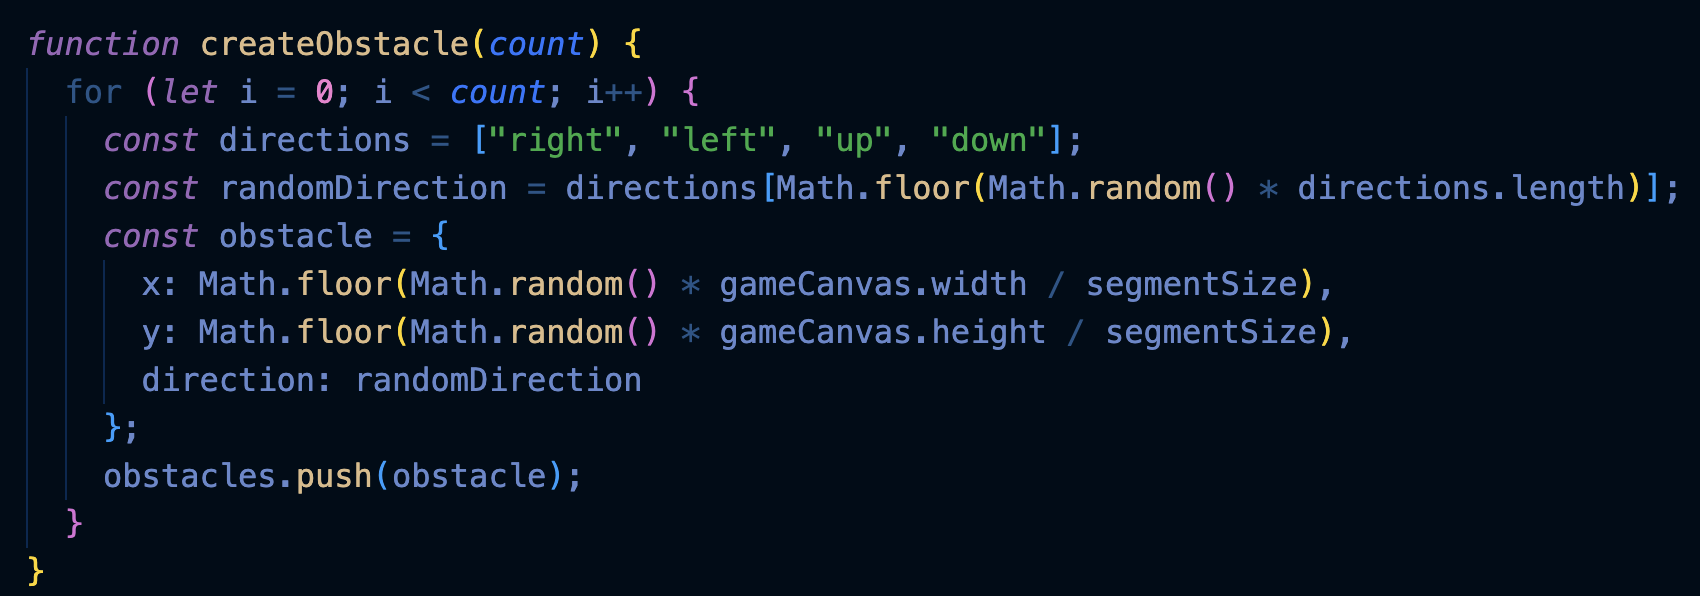 function createObstacle(count) {
  for (let i = 0; i < count; i++) {
    const directions = ["right", "left", "up", "down"];
    const randomDirection = directions[Math.floor(Math.random() * directions.length)];
    const obstacle = {
      x: Math.floor(Math.random() * gameCanvas.width / segmentSize),
      y: Math.floor(Math.random() * gameCanvas.height / segmentSize),
      direction: randomDirection
    };
    obstacles.push(obstacle);
  }
}